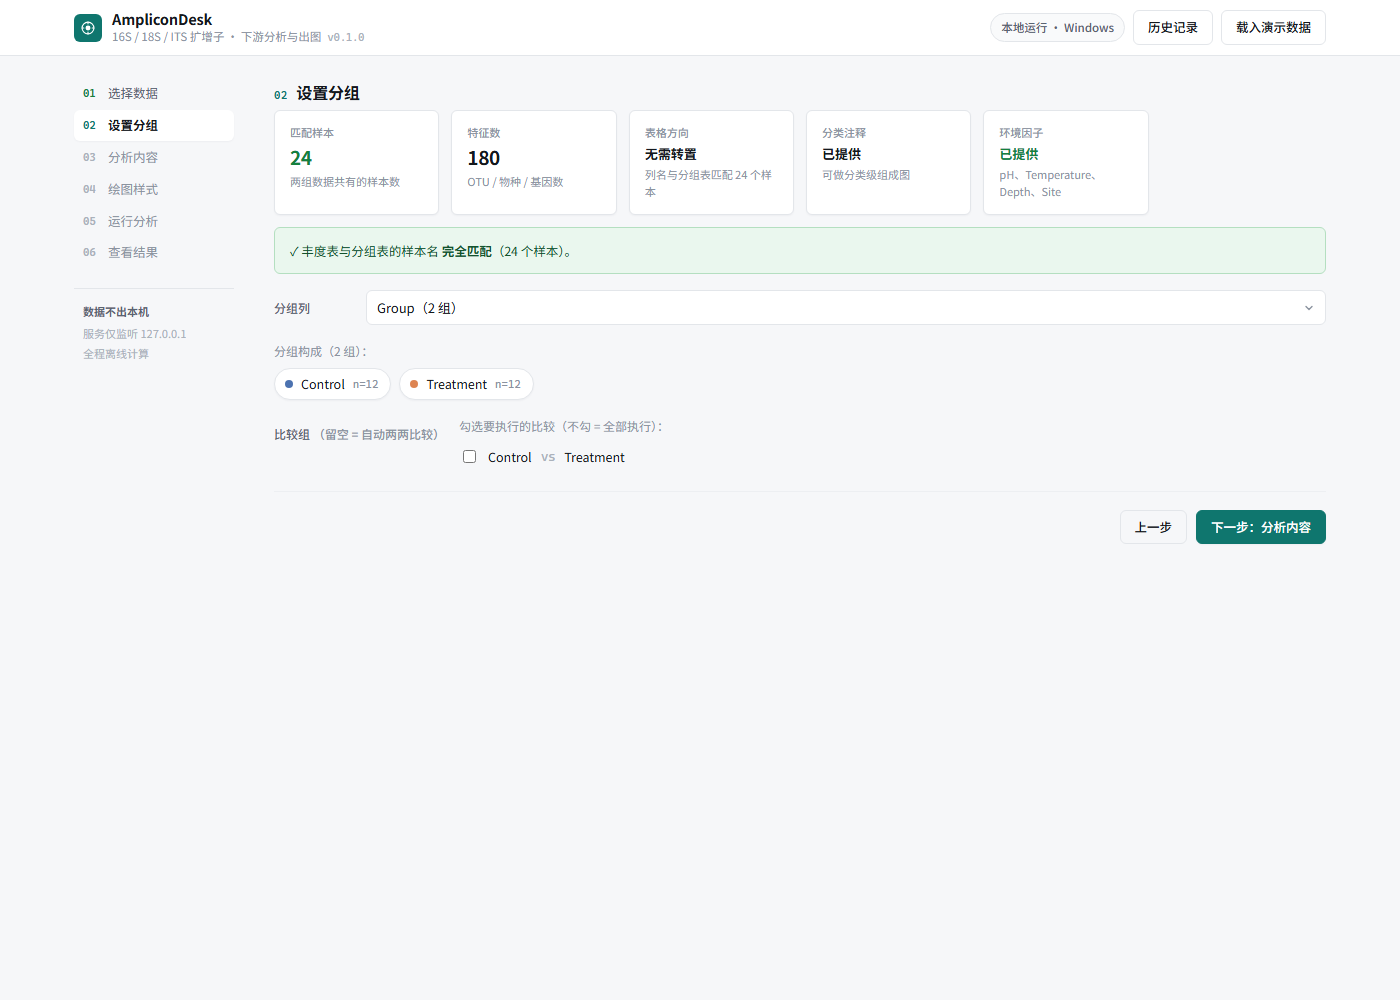 AmpliconDesk
16S / 18S / ITS 扩增子 · 下游分析与出图 v0.1.0
本地运行 · Windows
历史记录
载入演示数据
01 选择数据
02 设置分组
03 分析内容
04 绘图样式
05 运行分析
06 查看结果
数据不出本机
服务仅监听 127.0.0.1
全程离线计算
02 设置分组
匹配样本
24
两组数据共有的样本数
特征数
180
OTU / 物种 / 基因数
表格方向
无需转置
列名与分组表匹配 24 个样
本
分类注释
已提供
可做分类级组成图
环境因子
已提供
pH、Temperature、
Depth、Site
✓ 丰度表与分组表的样本名 完全匹配（24 个样本）。
分组列
Group（2 组）
分组构成（2 组）：
Control n=12
Treatment n=12
比较组 （留空 = 自动两两比较）
勾选要执行的比较（不勾 = 全部执行）：
Control vs Treatment
上一步
下一步：分析内容